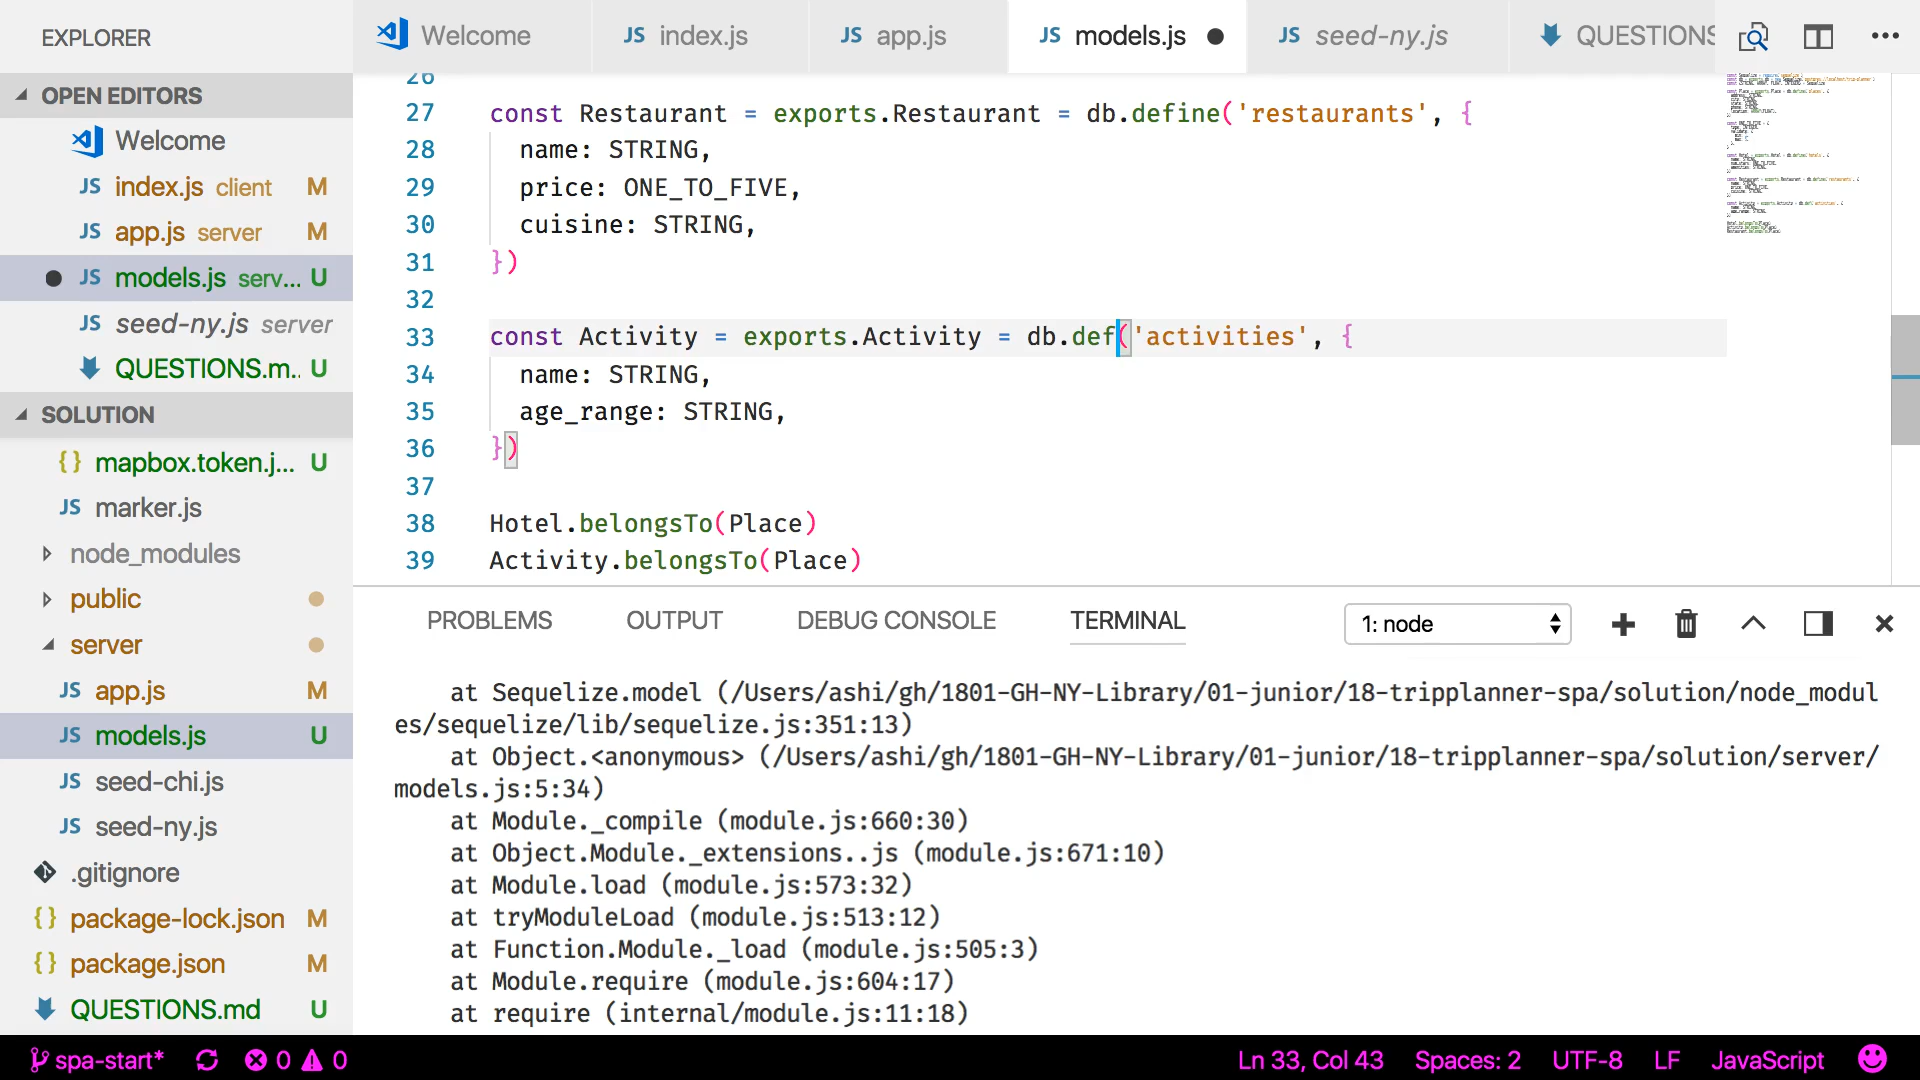 EXPLORER
OPEN EDITORS
Welcome
JS index.js client M
JS app.js server M
JS models.js serv... U
JS seed-ny.js server
QUESTIONS.m.. U
SOLUTION
{} mapbox.token.j... U
JS marker.js
node_modules
public
server
JS app.js M
JS models.js U
JS seed-chi.js
JS seed-ny.js
.gitignore
{} package-lock.json M
{} package.json M
QUESTIONS.md U
Welcome JS index.js JS app.js JS models.js JS seed-ny.js QUESTIONS
26
27 const Restaurant = exports.Restaurant = db.define('restaurants', {
28 name: STRING,
29 price: ONE_TO_FIVE,
30 cuisine: STRING,
31 })
32
33 const Activity = exports.Activity = db.def('activities', {
34 name: STRING,
35 age_range: STRING,
36 })
37
38 Hotel.belongsTo(Place)
39 Activity.belongsTo(Place)
PROBLEMS OUTPUT DEBUG CONSOLE TERMINAL 1: node
at Sequelize.model (/Users/ashi/gh/1801-GH-NY-Library/01-junior/18-tripplanner-spa/solution/node_modul
es/sequelize/lib/sequelize.js:351:13)
at Object.<anonymous> (/Users/ashi/gh/1801-GH-NY-Library/01-junior/18-tripplanner-spa/solution/server/
models.js:5:34)
at Module._compile (module.js:660:30)
at Object.Module._extensions..js (module.js:671:10)
at Module.load (module.js:573:32)
at tryModuleLoad (module.js:513:12)
at Function.Module._load (module.js:505:3)
at Module.require (module.js:604:17)
at require (internal/module.js:11:18)
spa-start* 0 0 Ln 33, Col 43 Spaces: 2 UTF-8 LF JavaScript